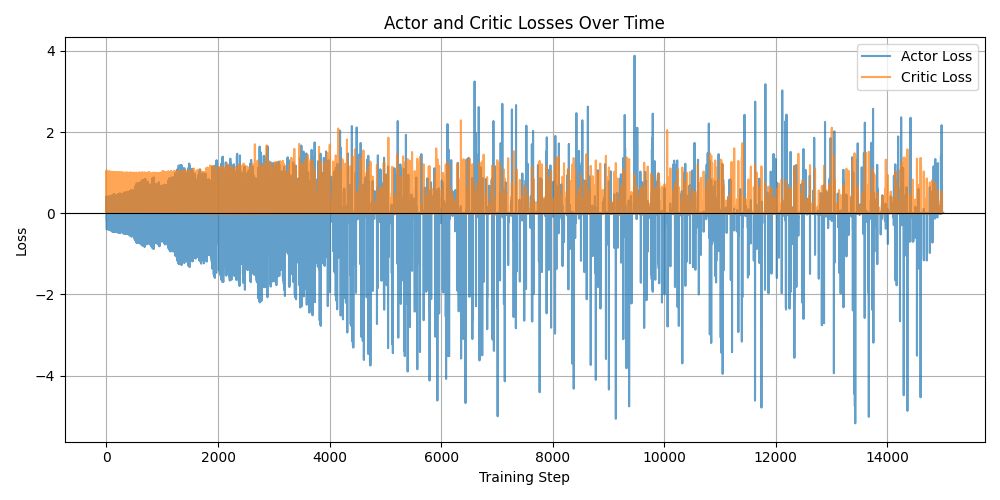 Actor and Critic Losses Over Time
Actor Loss
Critic Loss
4
2
0
−2
−4
Loss
0 2000 4000 6000 8000 10000 12000 14000
Training Step